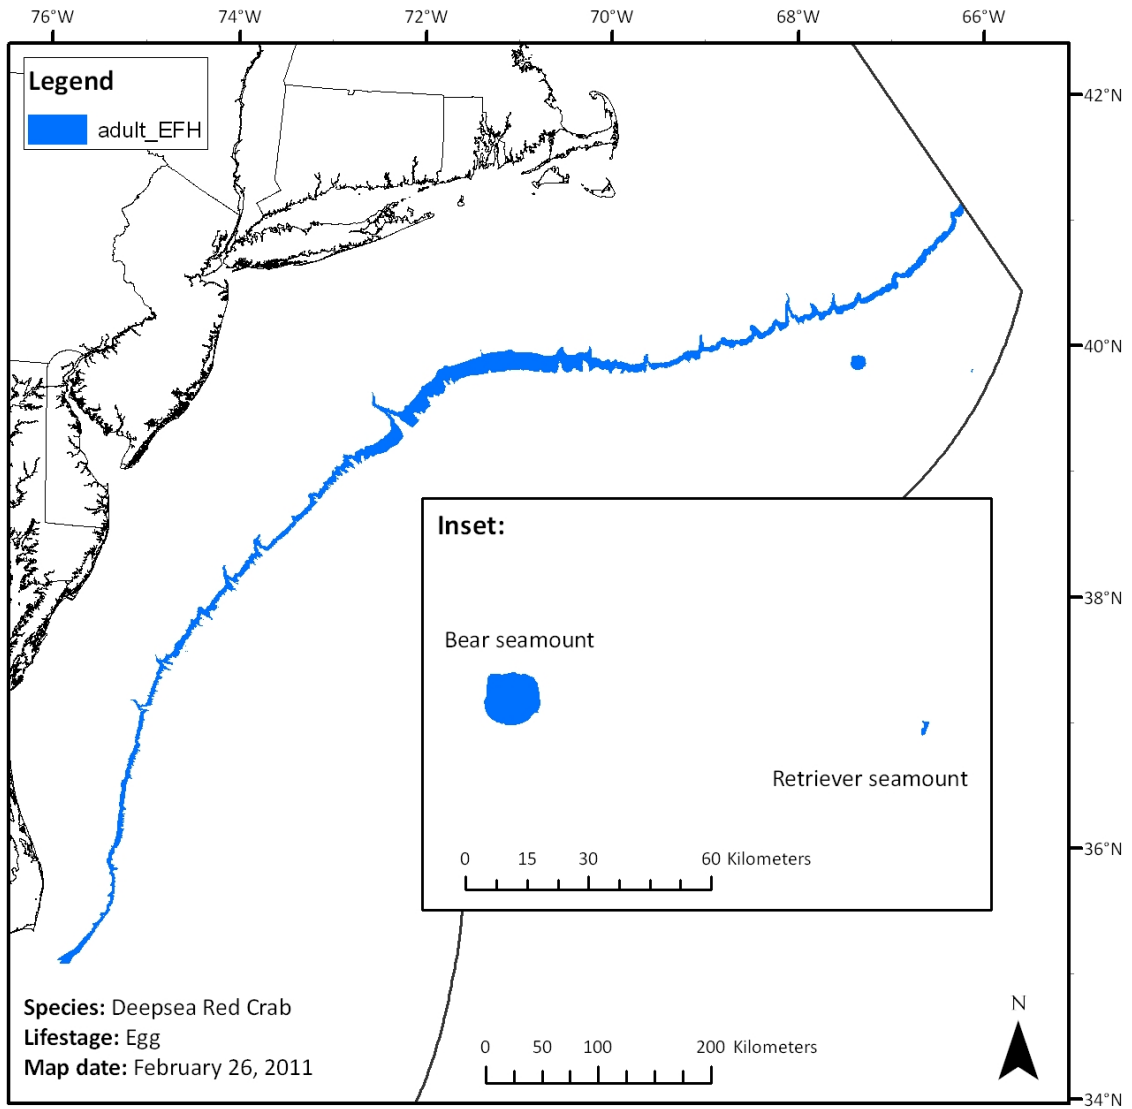 76°W 74°W 72°W 70°W 68°W 66°W
Legend
adult_EFH
42°N
40°N
38°N
36°N
34°N
Inset:
Bear seamount
Retriever seamount
0 15 30 60 Kilometers
Species: Deepsea Red Crab
Lifestage: Egg
Map date: February 26, 2011
0 50 100 200 Kilometers
N